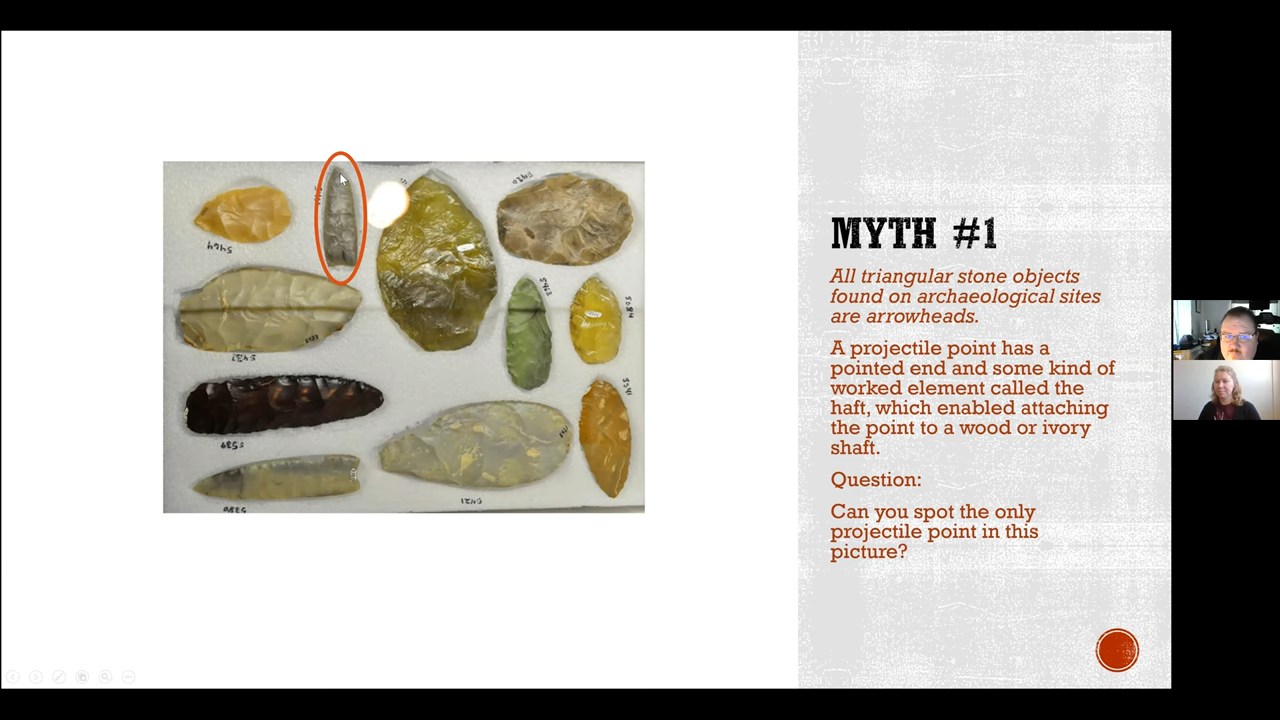 MYTH #1
All triangular stone objects
found on archaeological sites
are arrowheads.
A projectile point has a
pointed end and some kind of
worked element called the
haft, which enabled attaching
the point to a wood or ivory
shaft.
Question:
Can you spot the only
projectile point in this
picture?